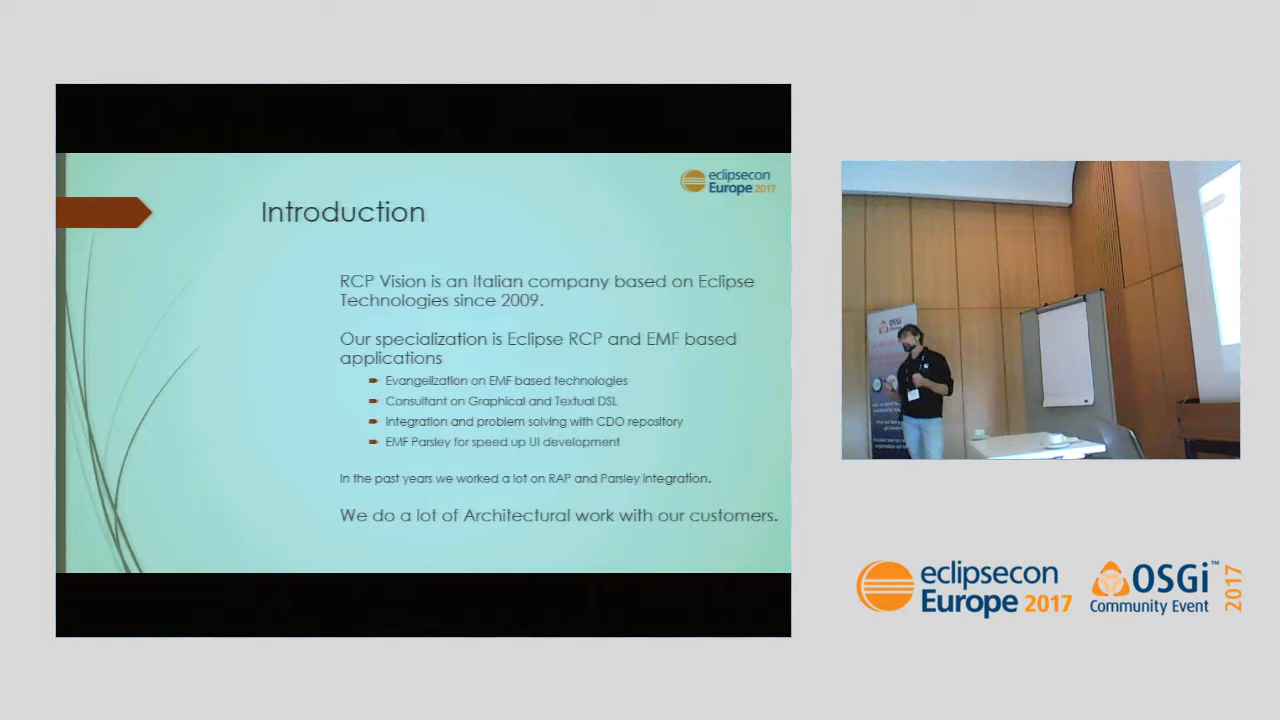 eclipsecon
Europe 2017
Introduction
RCP Vision is an Italian company based on Eclipse
Technologies since 2009.
Our specialization is Eclipse RCP and EMF based
applications
Evangelization on EMF based technologies
Consultant on Graphical and Textual DSL
Integration and problem solving with CDO repository
EMF Parsley for speed up UI development
In the past years we worked a lot on RAP and Parsley integration.
We do a lot of Architectural work with our customers.
OSGi
eclipsecon
Europe 2017
OSGi™
Community Event
2017